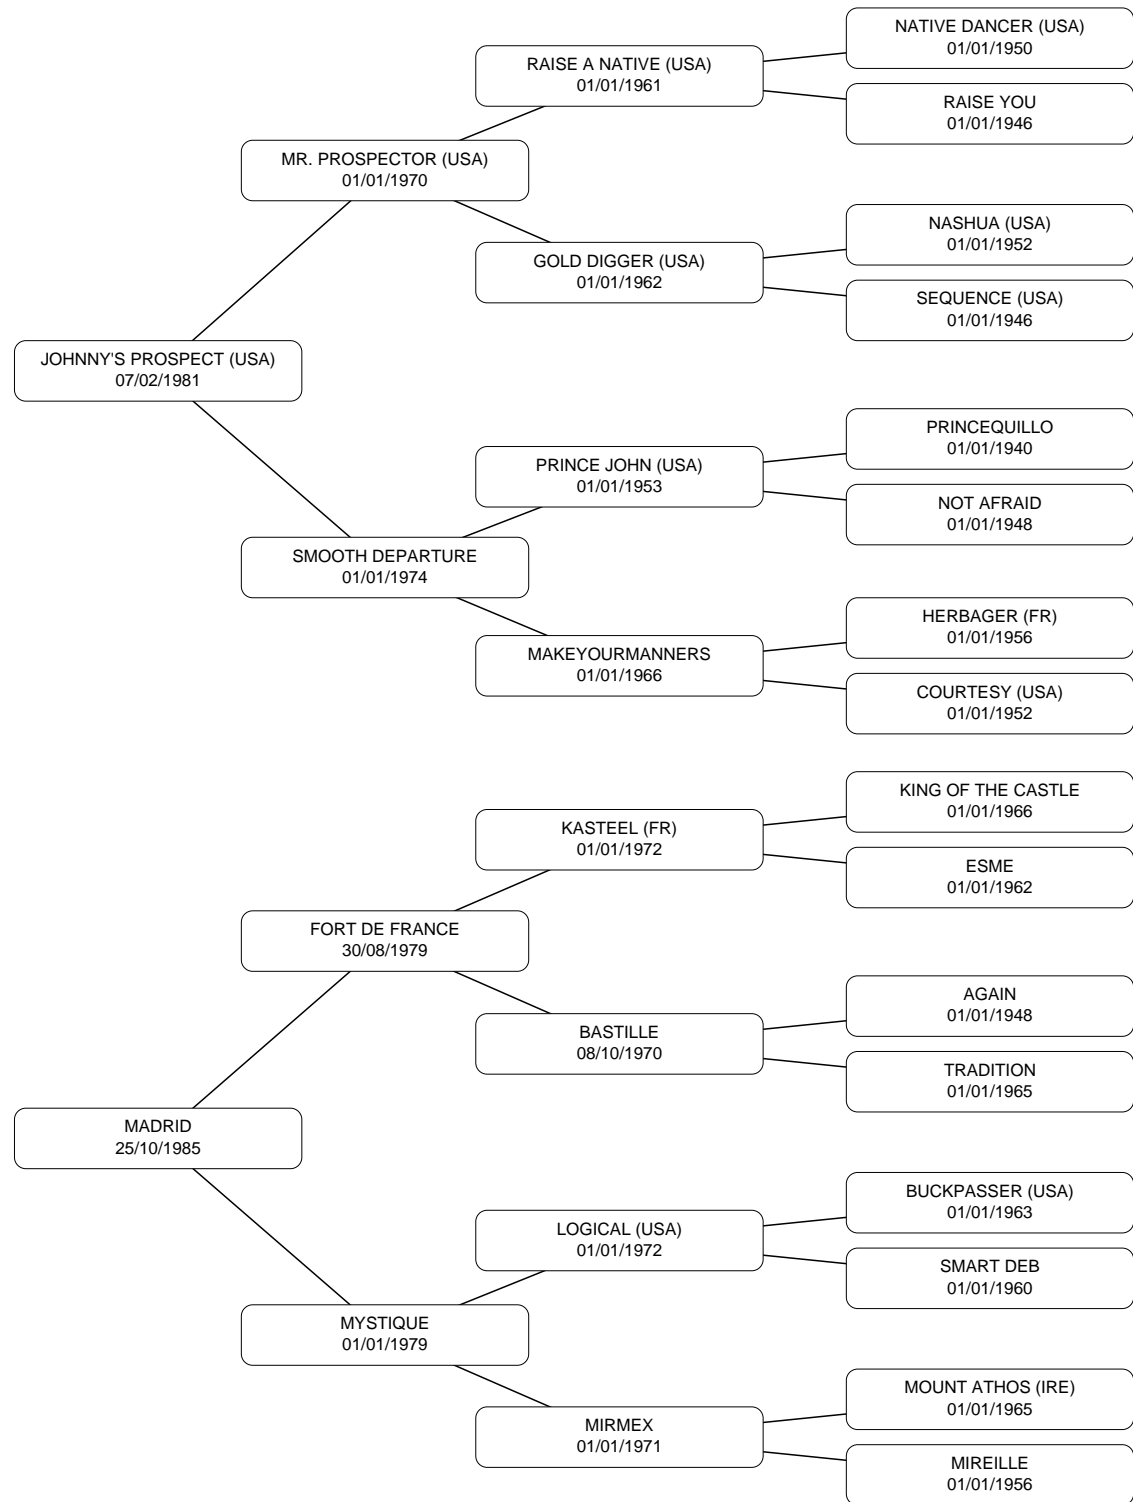 NATIVE DANCER (USA)
01/01/1950
RAISE A NATIVE (USA)
01/01/1961
RAISE YOU
01/01/1946
MR. PROSPECTOR (USA)
01/01/1970
NASHUA (USA)
01/01/1952
GOLD DIGGER (USA)
01/01/1962
SEQUENCE (USA)
01/01/1946
JOHNNY'S PROSPECT (USA)
07/02/1981
PRINCEQUILLO
01/01/1940
PRINCE JOHN (USA)
01/01/1953
NOT AFRAID
01/01/1948
SMOOTH DEPARTURE
01/01/1974
HERBAGER (FR)
01/01/1956
MAKEYOURMANNERS
01/01/1966
COURTESY (USA)
01/01/1952
KING OF THE CASTLE
01/01/1966
KASTEEL (FR)
01/01/1972
ESME
01/01/1962
FORT DE FRANCE
30/08/1979
AGAIN
01/01/1948
BASTILLE
08/10/1970
TRADITION
01/01/1965
MADRID
25/10/1985
BUCKPASSER (USA)
01/01/1963
LOGICAL (USA)
01/01/1972
SMART DEB
01/01/1960
MYSTIQUE
01/01/1979
MOUNT ATHOS (IRE)
01/01/1965
MIRMEX
01/01/1971
MIREILLE
01/01/1956